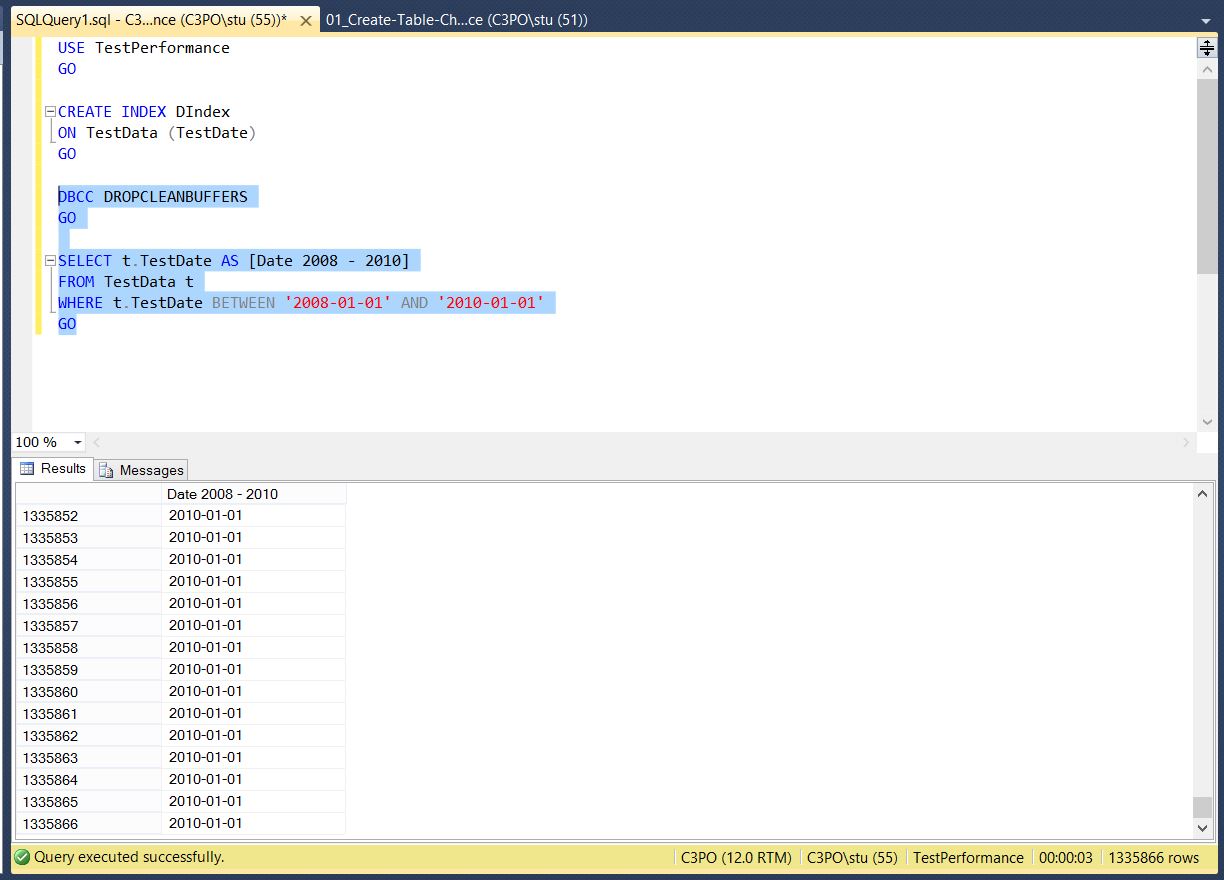 SQLQuery1.sql - C3...nce (C3PO\stu (55))* 01_Create-Table-Ch...ce (C3PO\stu (51))
USE TestPerformance
GO
CREATE INDEX DIndex
ON TestData (TestDate)
GO
DBCC DROPCLEANBUFFERS
GO
SELECT t.TestDate AS [Date 2008 - 2010]
FROM TestData t
WHERE t.TestDate BETWEEN '2008-01-01' AND '2010-01-01'
GO
100 %
Results Messages
Date 2008 - 2010
1335852 2010-01-01
1335853 2010-01-01
1335854 2010-01-01
1335855 2010-01-01
1335856 2010-01-01
1335857 2010-01-01
1335858 2010-01-01
1335859 2010-01-01
1335860 2010-01-01
1335861 2010-01-01
1335862 2010-01-01
1335863 2010-01-01
1335864 2010-01-01
1335865 2010-01-01
1335866 2010-01-01
Query executed successfully. C3PO (12.0 RTM) C3PO\stu (55) TestPerformance 00:00:03 1335866 rows